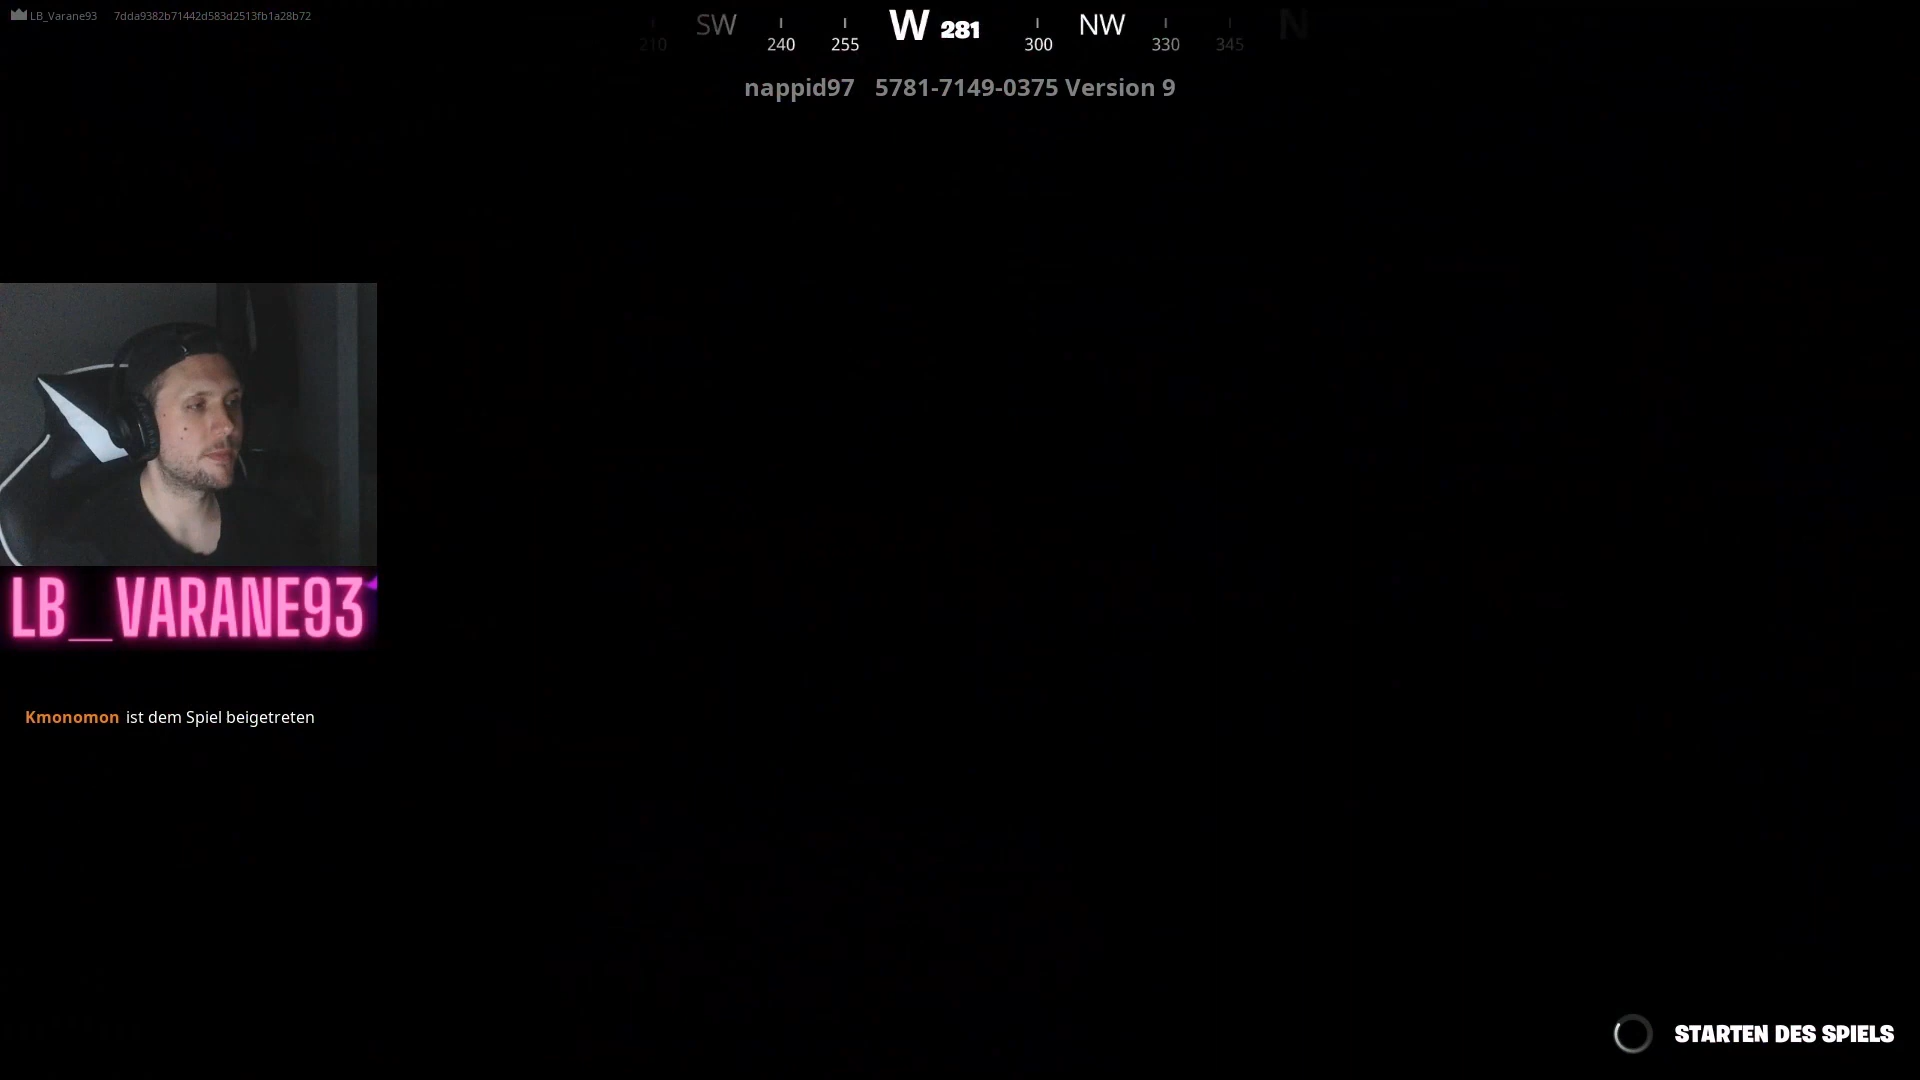 LB_Varane93 7dda9382b71442d583d2513fb1a28b72
210 SW 240 255 W 281 300 NW 330 345 N
nappid97 5781-7149-0375 Version 9
LB__VARANE93
Kmonomon ist dem Spiel beigetreten
STARTEN DES SPIELS